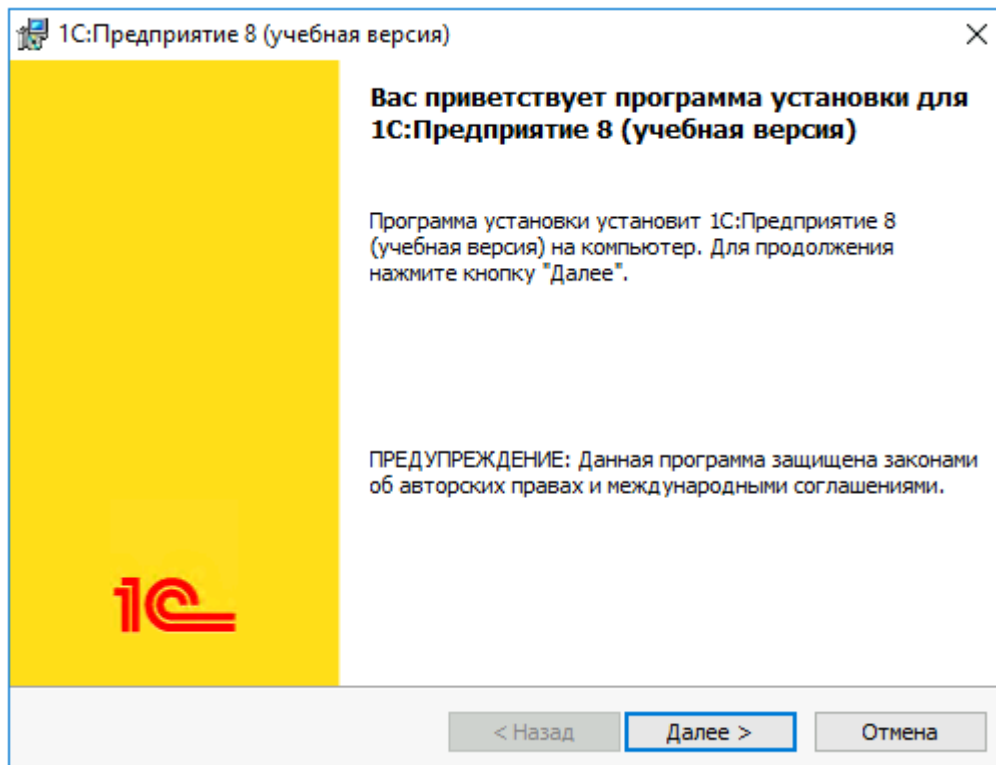 1С:Предприятие 8 (учебная версия)
Вас приветствует программа установки для
1С:Предприятие 8 (учебная версия)
Программа установки установит 1С:Предприятие 8
(учебная версия) на компьютер. Для продолжения
нажмите кнопку "Далее".
ПРЕДУПРЕЖДЕНИЕ: Данная программа защищена законами
об авторских правах и международными соглашениями.
1С
< Назад
Далее >
Отмена